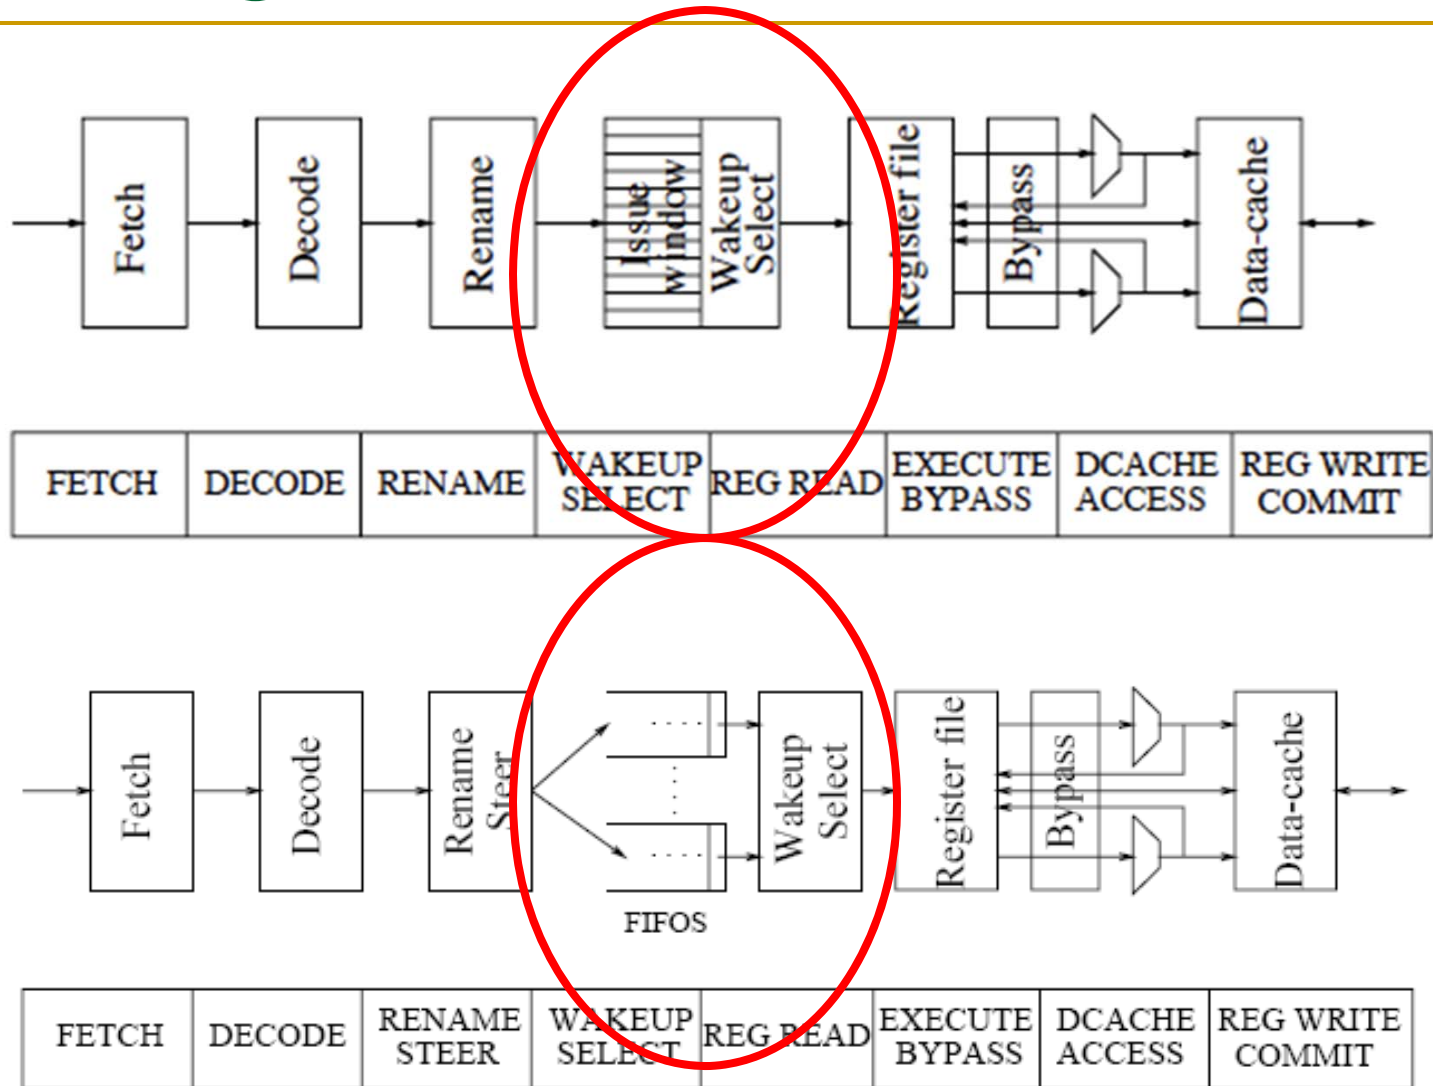 Fetch
Decode
Rename
Issue
window
Wakeup
Select
Register file
Bypass
Data-cache
FETCH
DECODE
RENAME
WAKEUP
SELECT
REG READ
EXECUTE
BYPASS
DCACHE
ACCESS
REG WRITE
COMMIT
Fetch
Decode
Rename
Steer
FIFOS
Wakeup
Select
Register file
Bypass
Data-cache
FETCH
DECODE
RENAME
STEER
WAKEUP
SELECT
REG READ
EXECUTE
BYPASS
DCACHE
ACCESS
REG WRITE
COMMIT